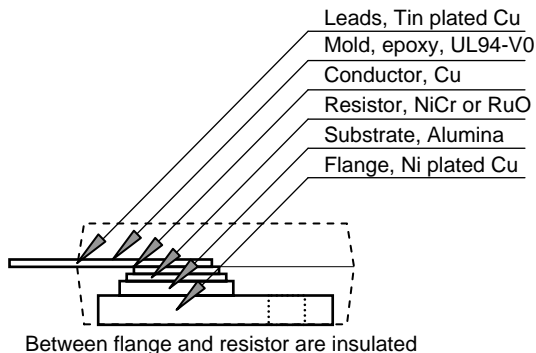 Leads, Tin plated Cu
Mold, epoxy, UL94-V0
Conductor, Cu
Resistor, NiCr or RuO
Substrate, Alumina
Flange, Ni plated Cu
Between flange and resistor are insulated